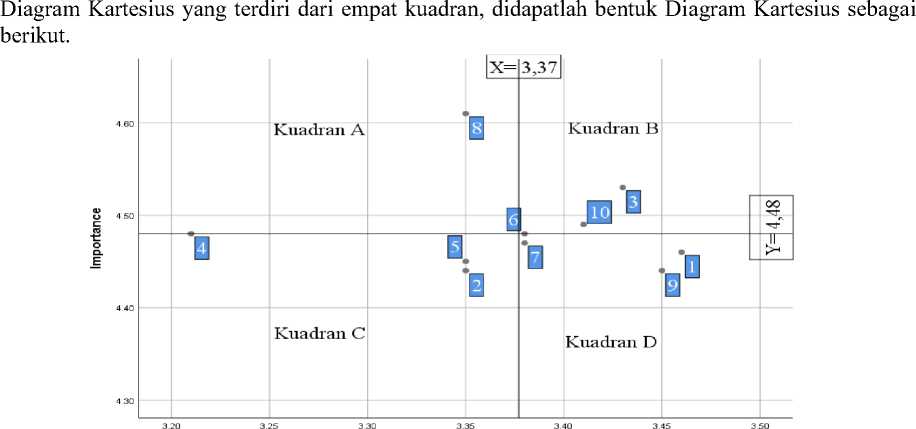 Diagram Kartesius yang terdiri dari empat kuadran, didapatlah bentuk Diagram Kartesius sebagai
berikut.
X= 3,37
4.60
Kuadran A
8
Kuadran B
3
4.50
6
10
Y= 4,48
Importance
4
5
7
1
2
9
4.40
Kuadran C
Kuadran D
4.30
3.20 3.25 3.30 3.35 3.40 3.45 3.50